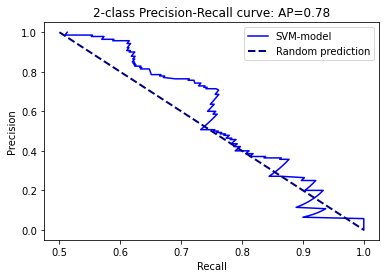 2-class Precision-Recall curve: AP=0.78
SVM-model
Random prediction
Precision
1.0
0.8
0.6
0.4
0.2
0.0
0.5
0.6
0.7
0.8
0.9
1.0
Recall